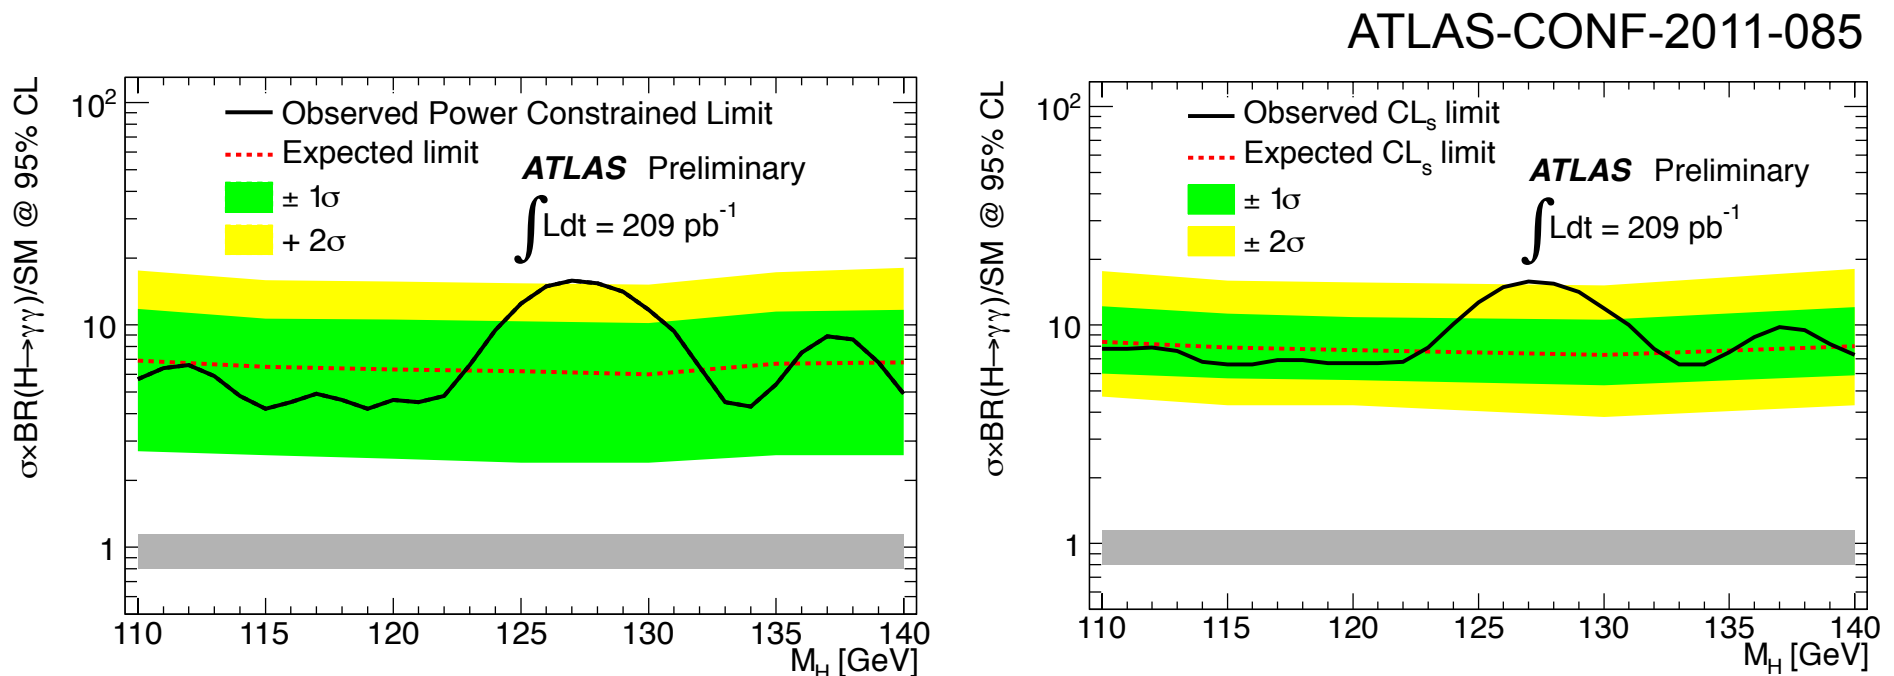 ATLAS-CONF-2011-085
σ×BR(H→γγ)/SM @ 95% CL
10²
10
1
Observed Power Constrained Limit
Expected limit
± 1σ
+ 2σ
ATLAS Preliminary
∫Ldt = 209 pb⁻¹
110 115 120 125 130 135 140
M_H [GeV]
σ×BR(H→γγ)/SM @ 95% CL
10²
10
1
Observed CLₛ limit
Expected CLₛ limit
± 1σ
± 2σ
ATLAS Preliminary
∫Ldt = 209 pb⁻¹
110 115 120 125 130 135 140
M_H [GeV]